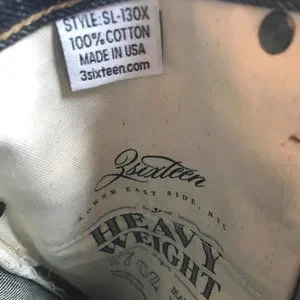 STYLE: SL-130X
100% COTTON
MADE IN USA
3sixteen.com
3sixteen
LOWER EAST SIDE, NYC
HEAVY
WEIGHT